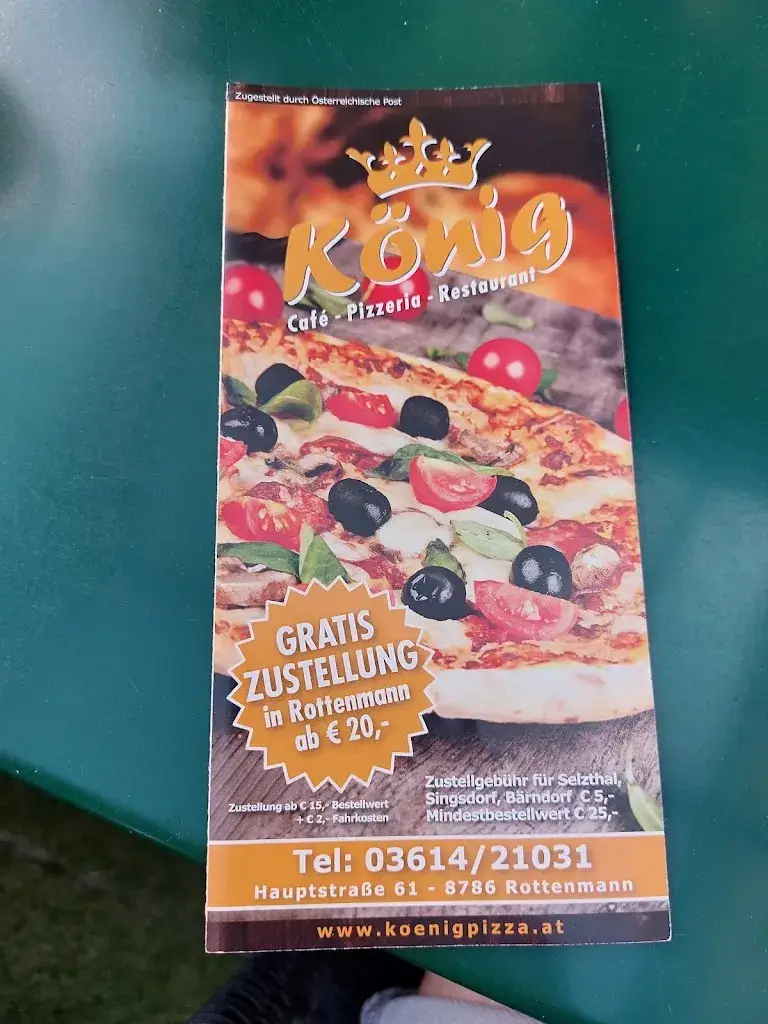 Zugestellt durch Österreichische Post
König
Café - Pizzeria - Restaurant
GRATIS
ZUSTELLUNG
in Rottenmann
ab € 20,-
Zustellung ab € 15,- Bestellwert
+ € 2,- Fahrkosten
Zustellgebühr für Selzthal,
Singsdorf, Bärndorf € 5,-
Mindestbestellwert € 25,-
Tel: 03614/21031
Hauptstraße 61 - 8786 Rottenmann
www.koenigpizza.at